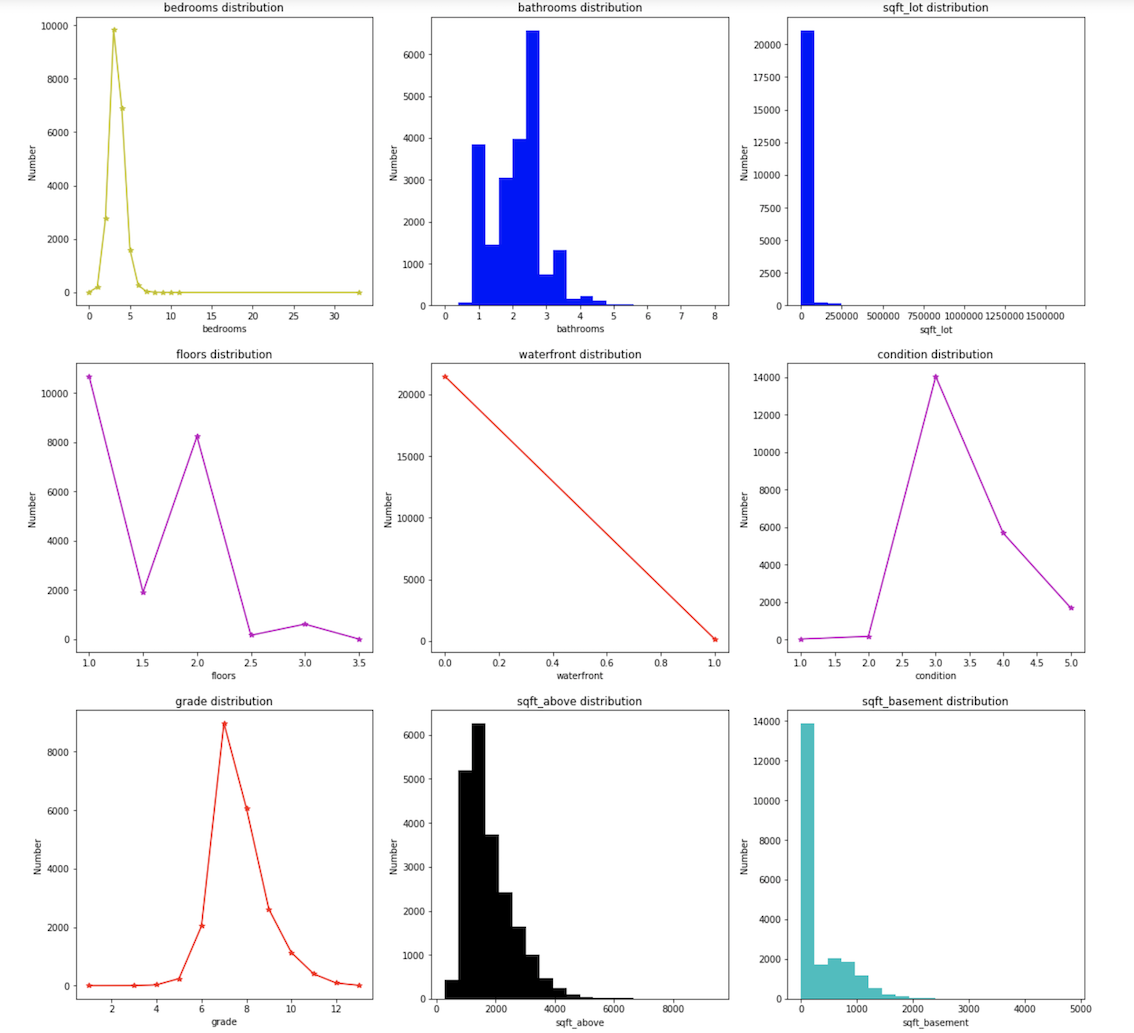 bedrooms distribution
bathrooms distribution
sqft_lot distribution
10000
8000
6000
4000
2000
0
Number
0 5 10 15 20 25 30
bedrooms
6000
5000
4000
3000
2000
1000
0
Number
0 1 2 3 4 5 6 7 8
bathrooms
20000
17500
15000
12500
10000
7500
5000
2500
0
Number
0 250000 500000 750000 1000000 1250000 1500000
sqft_lot
floors distribution
waterfront distribution
condition distribution
10000
8000
6000
4000
2000
0
Number
1.0 1.5 2.0 2.5 3.0 3.5
floors
20000
15000
10000
5000
0
Number
0.0 0.2 0.4 0.6 0.8 1.0
waterfront
14000
12000
10000
8000
6000
4000
2000
0
Number
1.0 1.5 2.0 2.5 3.0 3.5 4.0 4.5 5.0
condition
grade distribution
sqft_above distribution
sqft_basement distribution
8000
6000
4000
2000
0
Number
2 4 6 8 10 12
grade
6000
5000
4000
3000
2000
1000
0
Number
0 2000 4000 6000 8000
sqft_above
14000
12000
10000
8000
6000
4000
2000
0
Number
0 1000 2000 3000 4000 5000
sqft_basement